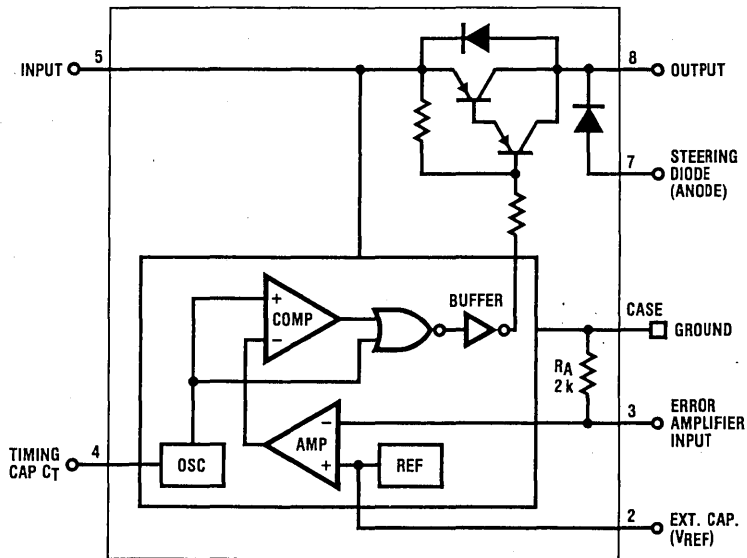 5
INPUT
8
OUTPUT
7
STEERING
DIODE
(ANODE)
BUFFER
+
COMP
−
CASE
GROUND
RA
2 k
3
ERROR
AMPLIFIER
INPUT
−
AMP
+
REF
TIMING
CAP CT
4
OSC
2
EXT. CAP.
(VREF)